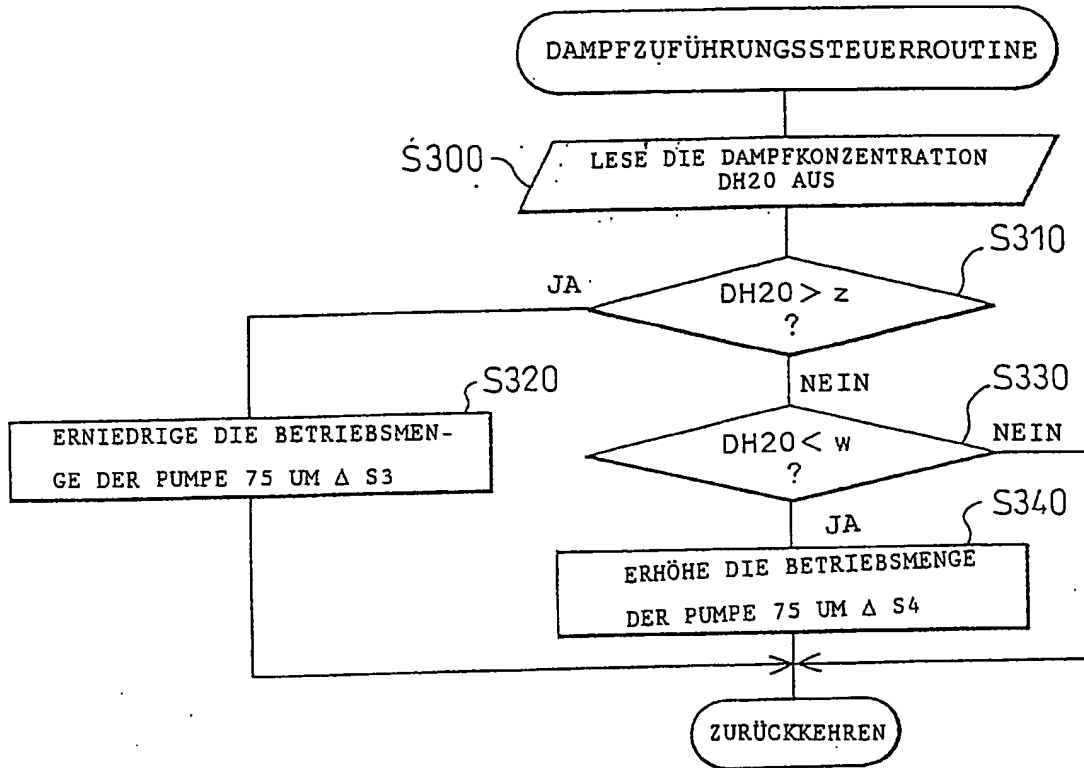 DAMPFZUFÜHRUNGSSTEUERROUTINE
S300
LESE DIE DAMPFKONZENTRATION
DH20 AUS
S310
JA
DH20 > z
?
NEIN
S320
ERNIEDRIGE DIE BETRIEBSMEN-
GE DER PUMPE 75 UM Δ S3
S330
DH20 < w
?
NEIN
JA
S340
ERHÖHE DIE BETRIEBSMENGE
DER PUMPE 75 UM Δ S4
ZURÜCKKEHREN